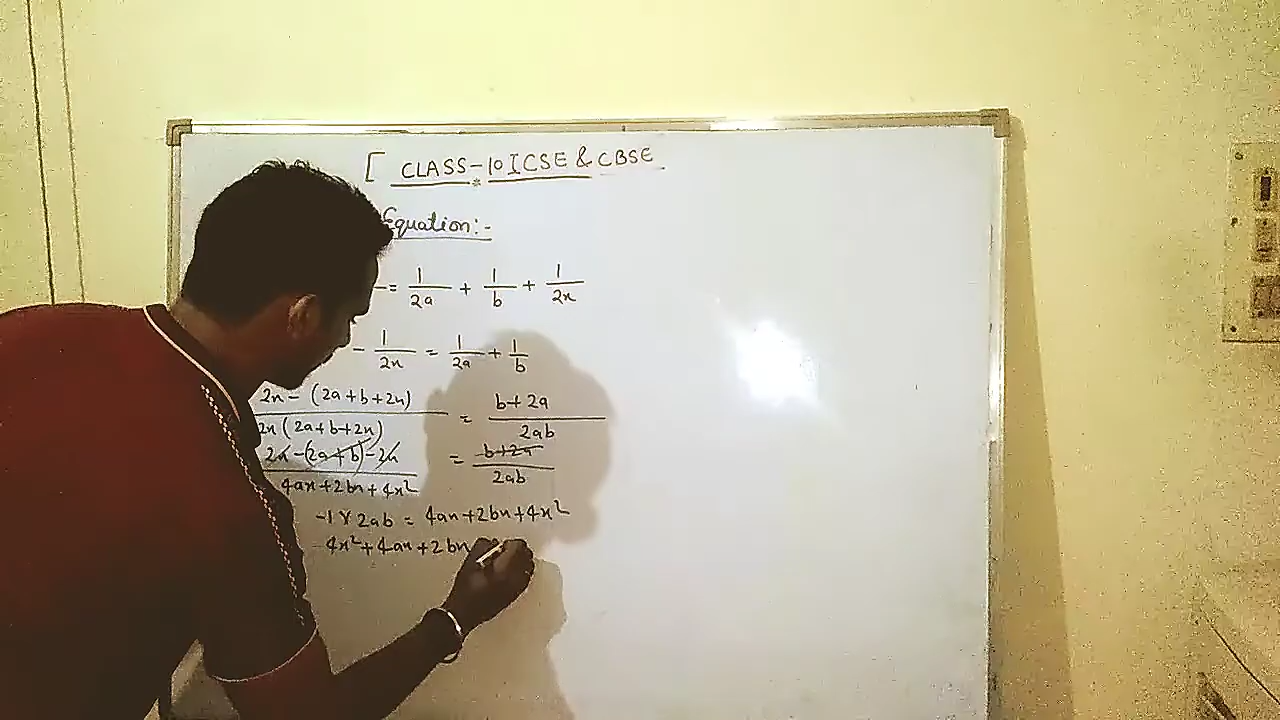 [ CLASS-10 ICSE & CBSE
Equation:-
= 1/2a + 1/b + 1/2x
- 1/2x = 1/2a + 1/b
2x - (2a+b+2x) / 2x(2a+b+2x) = b+2a / 2ab
2x - (2a+b) - 2x / 4ax+2bx+4x² = b+2a / 2ab
-1 × 2ab = 4ax+2bx+4x²
4x²+4ax+2bx